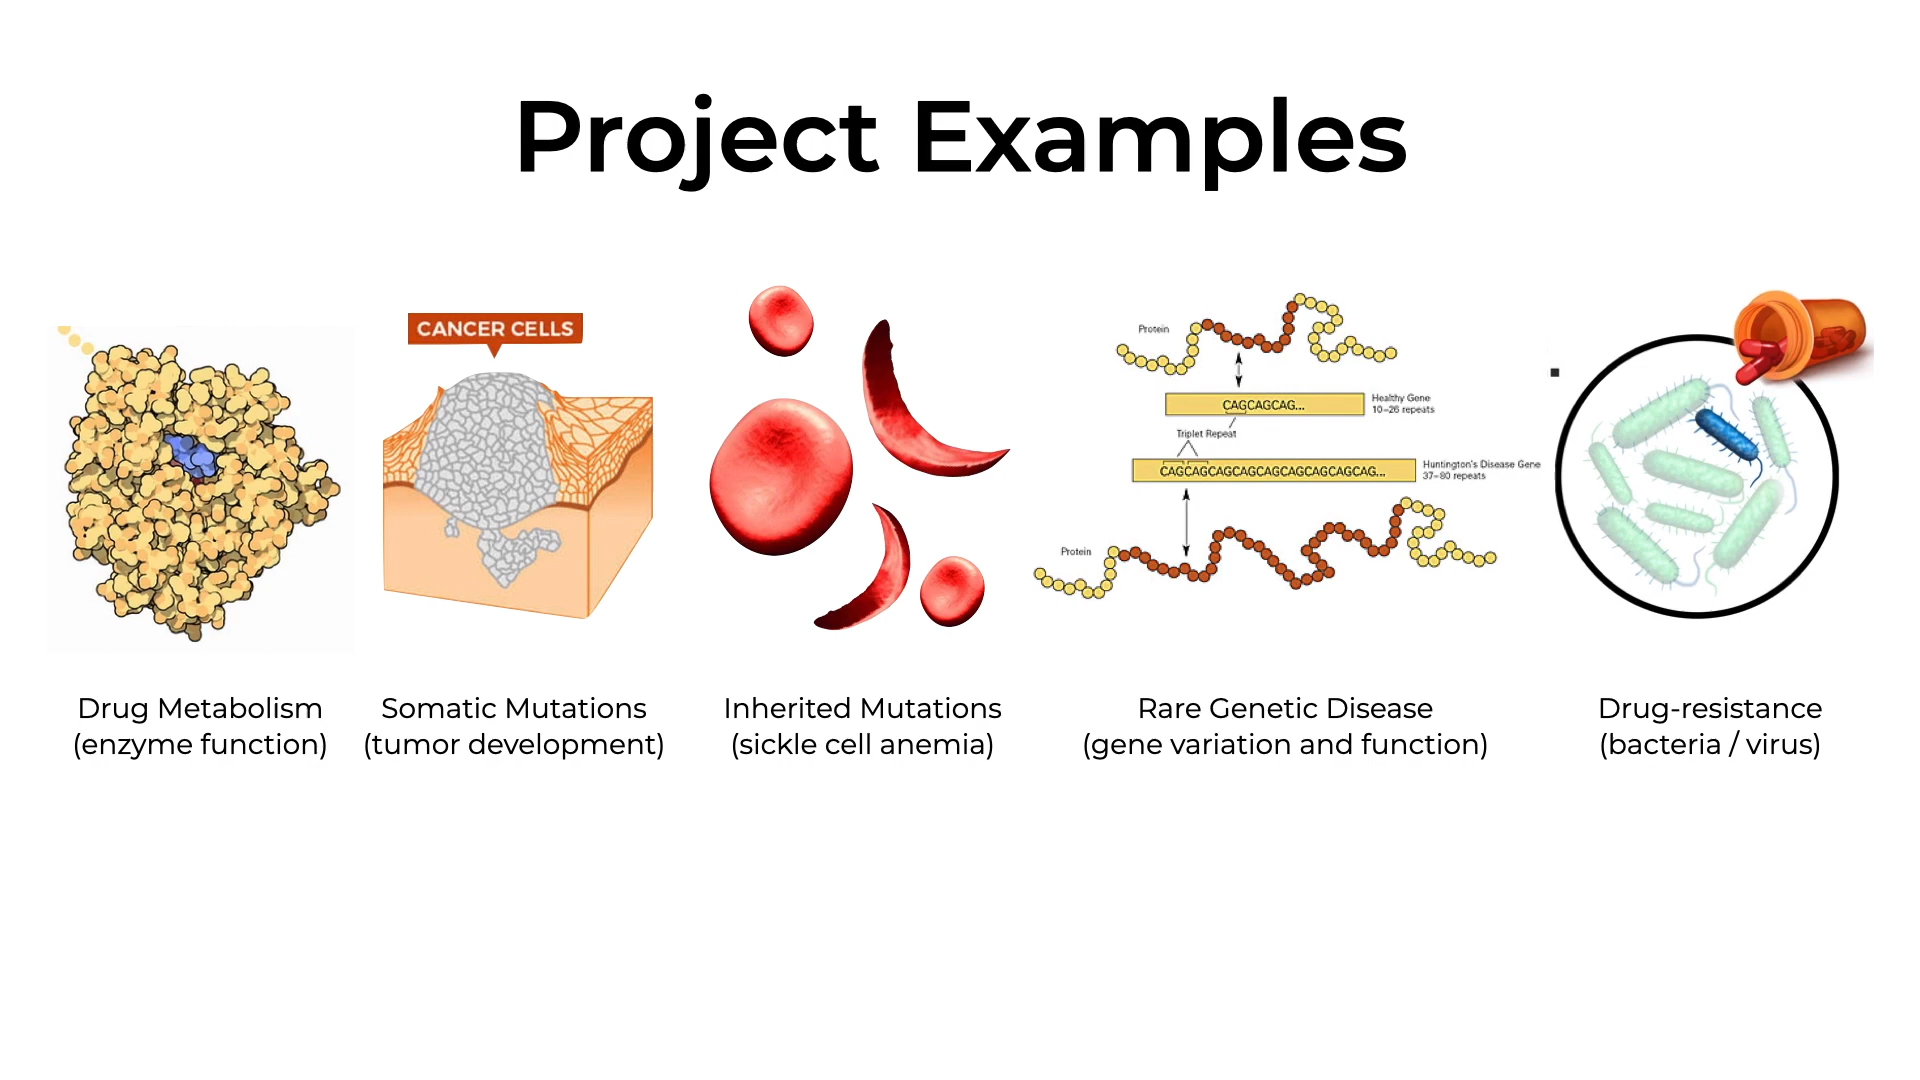 Project Examples
CANCER CELLS
Protein
CAGCAGCAG...
Healthy Gene
10–26 repeats
Triplet Repeat
CAGCAGCAGCAGCAGCAGCAGCAGCAG...
Huntington's Disease Gene
37–80 repeats
Protein
Drug Metabolism
(enzyme function)
Somatic Mutations
(tumor development)
Inherited Mutations
(sickle cell anemia)
Rare Genetic Disease
(gene variation and function)
Drug-resistance
(bacteria / virus)